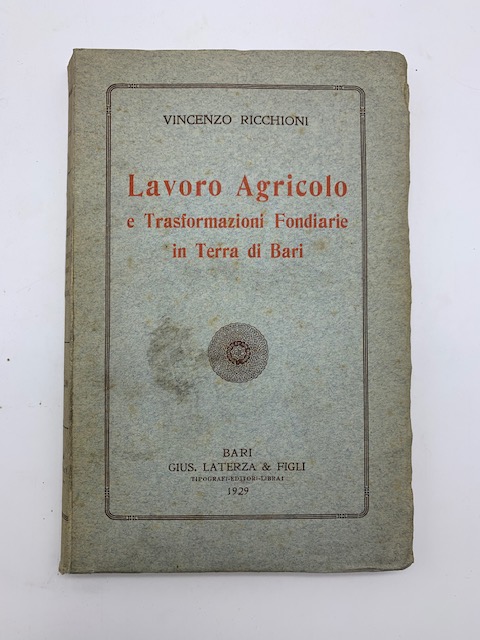 VINCENZO RICCHIONI
Lavoro Agricolo
e Trasformazioni Fondiarie
in Terra di Bari
BARI
GIUS. LATERZA & FIGLI
TIPOGRAFI-EDITORI-LIBRAI
1929